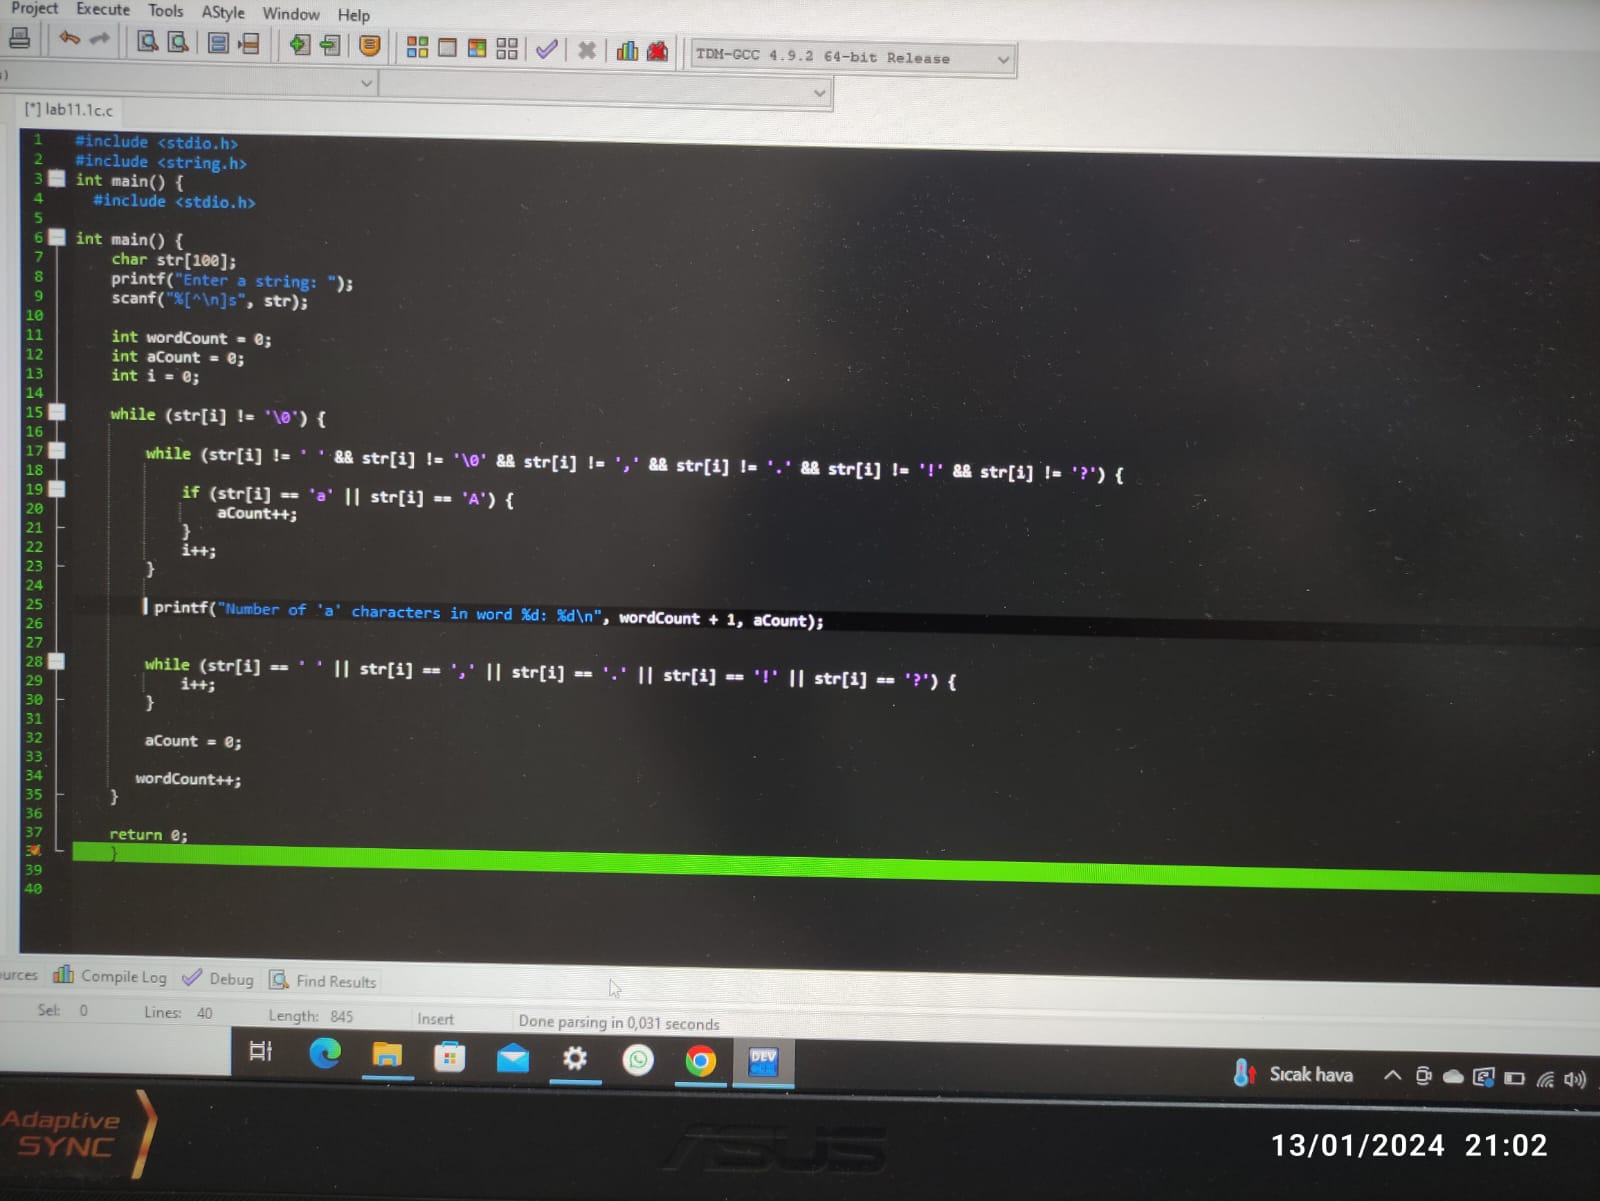 Project Execute Tools AStyle Window Help
TDM-GCC 4.9.2 64-bit Release
[*] lab11.1c.c
1 #include <stdio.h>
2 #include <string.h>
3 int main() {
4 #include <stdio.h>
5
6 int main() {
7 char str[100];
8 printf("Enter a string: ");
9 scanf("%[^\n]s", str);
10
11 int wordCount = 0;
12 int aCount = 0;
13 int i = 0;
14
15 while (str[i] != '\0') {
16
17 while (str[i] != ' ' && str[i] != '\0' && str[i] != ',' && str[i] != '.' && str[i] != '!' && str[i] != '?') {
18
19 if (str[i] == 'a' || str[i] == 'A') {
20 aCount++;
21 }
22 i++;
23 }
24
25 printf("Number of 'a' characters in word %d: %d\n", wordCount + 1, aCount);
26
27
28 while (str[i] == ' ' || str[i] == ',' || str[i] == '.' || str[i] == '!' || str[i] == '?') {
29 i++;
30 }
31
32 aCount = 0;
33
34 wordCount++;
35 }
36
37 return 0;
}
39
40
Compile Log Debug Find Results
Sel: 0 Lines: 40 Length: 845 Insert Done parsing in 0,031 seconds
DEV
Sıcak hava
Adaptive
SYNC
ASUS
13/01/2024 21:02